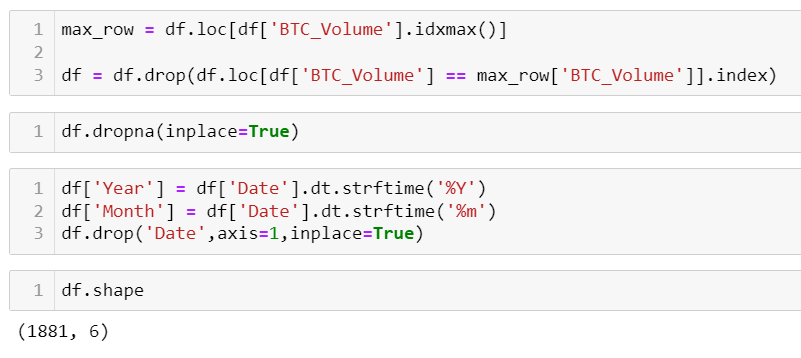 1 max_row = df.loc[df['BTC_Volume'].idxmax()]
2
3 df = df.drop(df.loc[df['BTC_Volume'] == max_row['BTC_Volume']].index)
1 df.dropna(inplace=True)
1 df['Year'] = df['Date'].dt.strftime('%Y')
2 df['Month'] = df['Date'].dt.strftime('%m')
3 df.drop('Date',axis=1,inplace=True)
1 df.shape
(1881, 6)